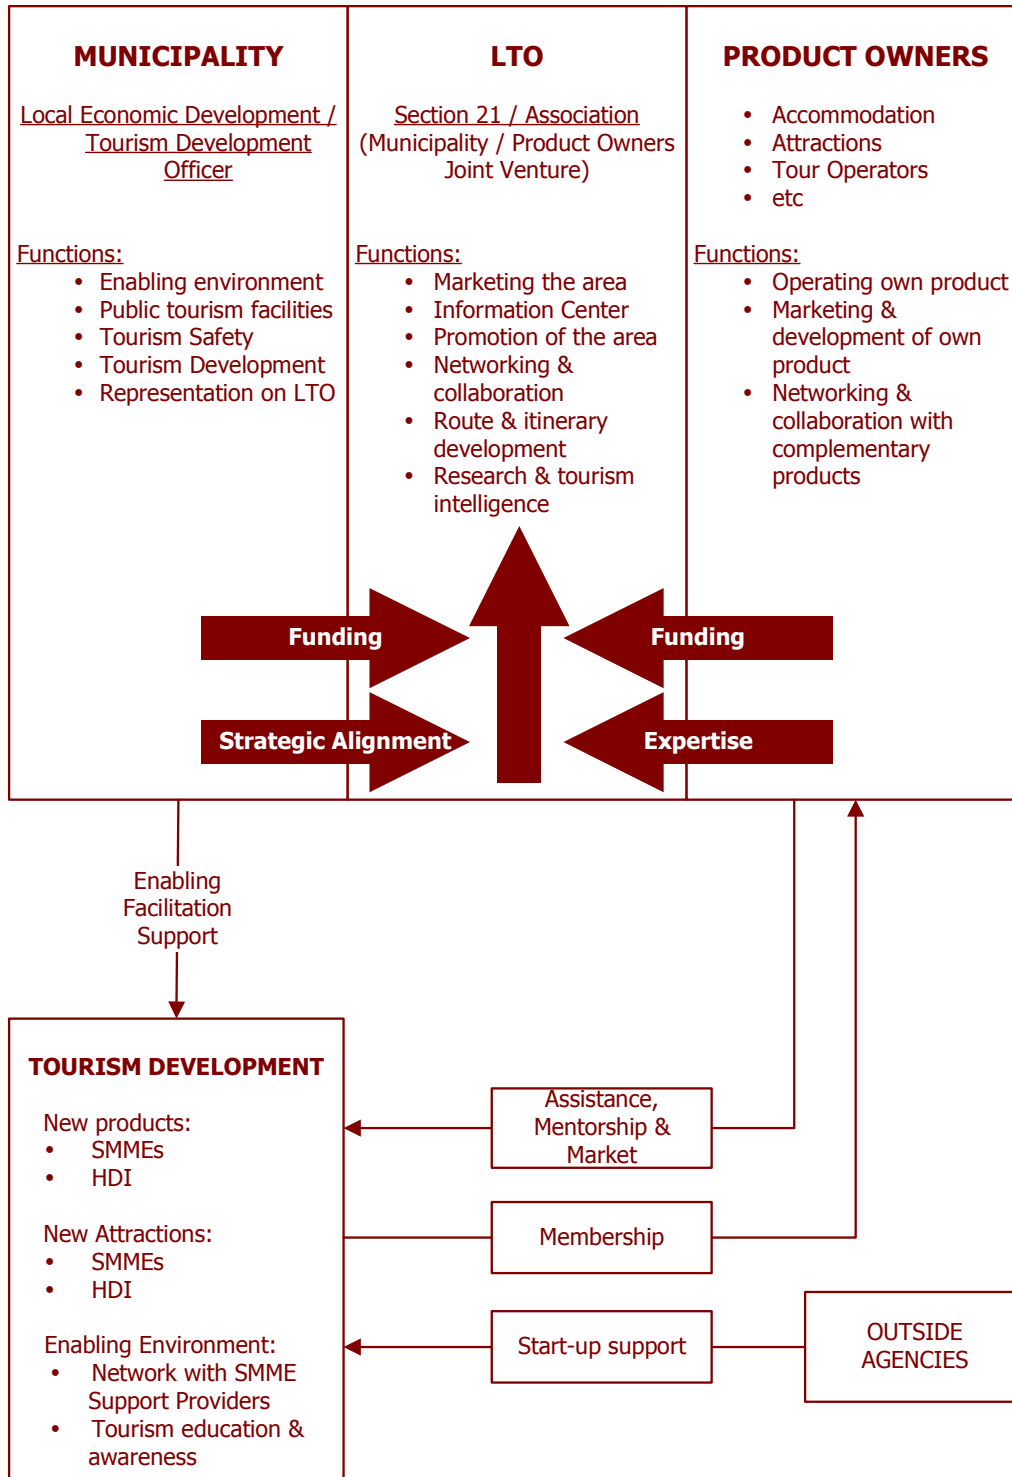 MUNICIPALITY
Local Economic Development /
Tourism Development
Officer
Functions:
• Enabling environment
• Public tourism facilities
• Tourism Safety
• Tourism Development
• Representation on LTO
LTO
Section 21 / Association
(Municipality / Product Owners
Joint Venture)
Functions:
• Marketing the area
• Information Center
• Promotion of the area
• Networking &
collaboration
• Route & itinerary
development
• Research & tourism
intelligence
PRODUCT OWNERS
• Accommodation
• Attractions
• Tour Operators
• etc
Functions:
• Operating own product
• Marketing &
development of own
product
• Networking &
collaboration with
complementary
products
Funding
Funding
Strategic Alignment
Expertise
Enabling
Facilitation
Support
TOURISM DEVELOPMENT
New products:
• SMMEs
• HDI
New Attractions:
• SMMEs
• HDI
Enabling Environment:
• Network with SMME
Support Providers
• Tourism education &
awareness
Assistance,
Mentorship &
Market
Membership
Start-up support
OUTSIDE
AGENCIES